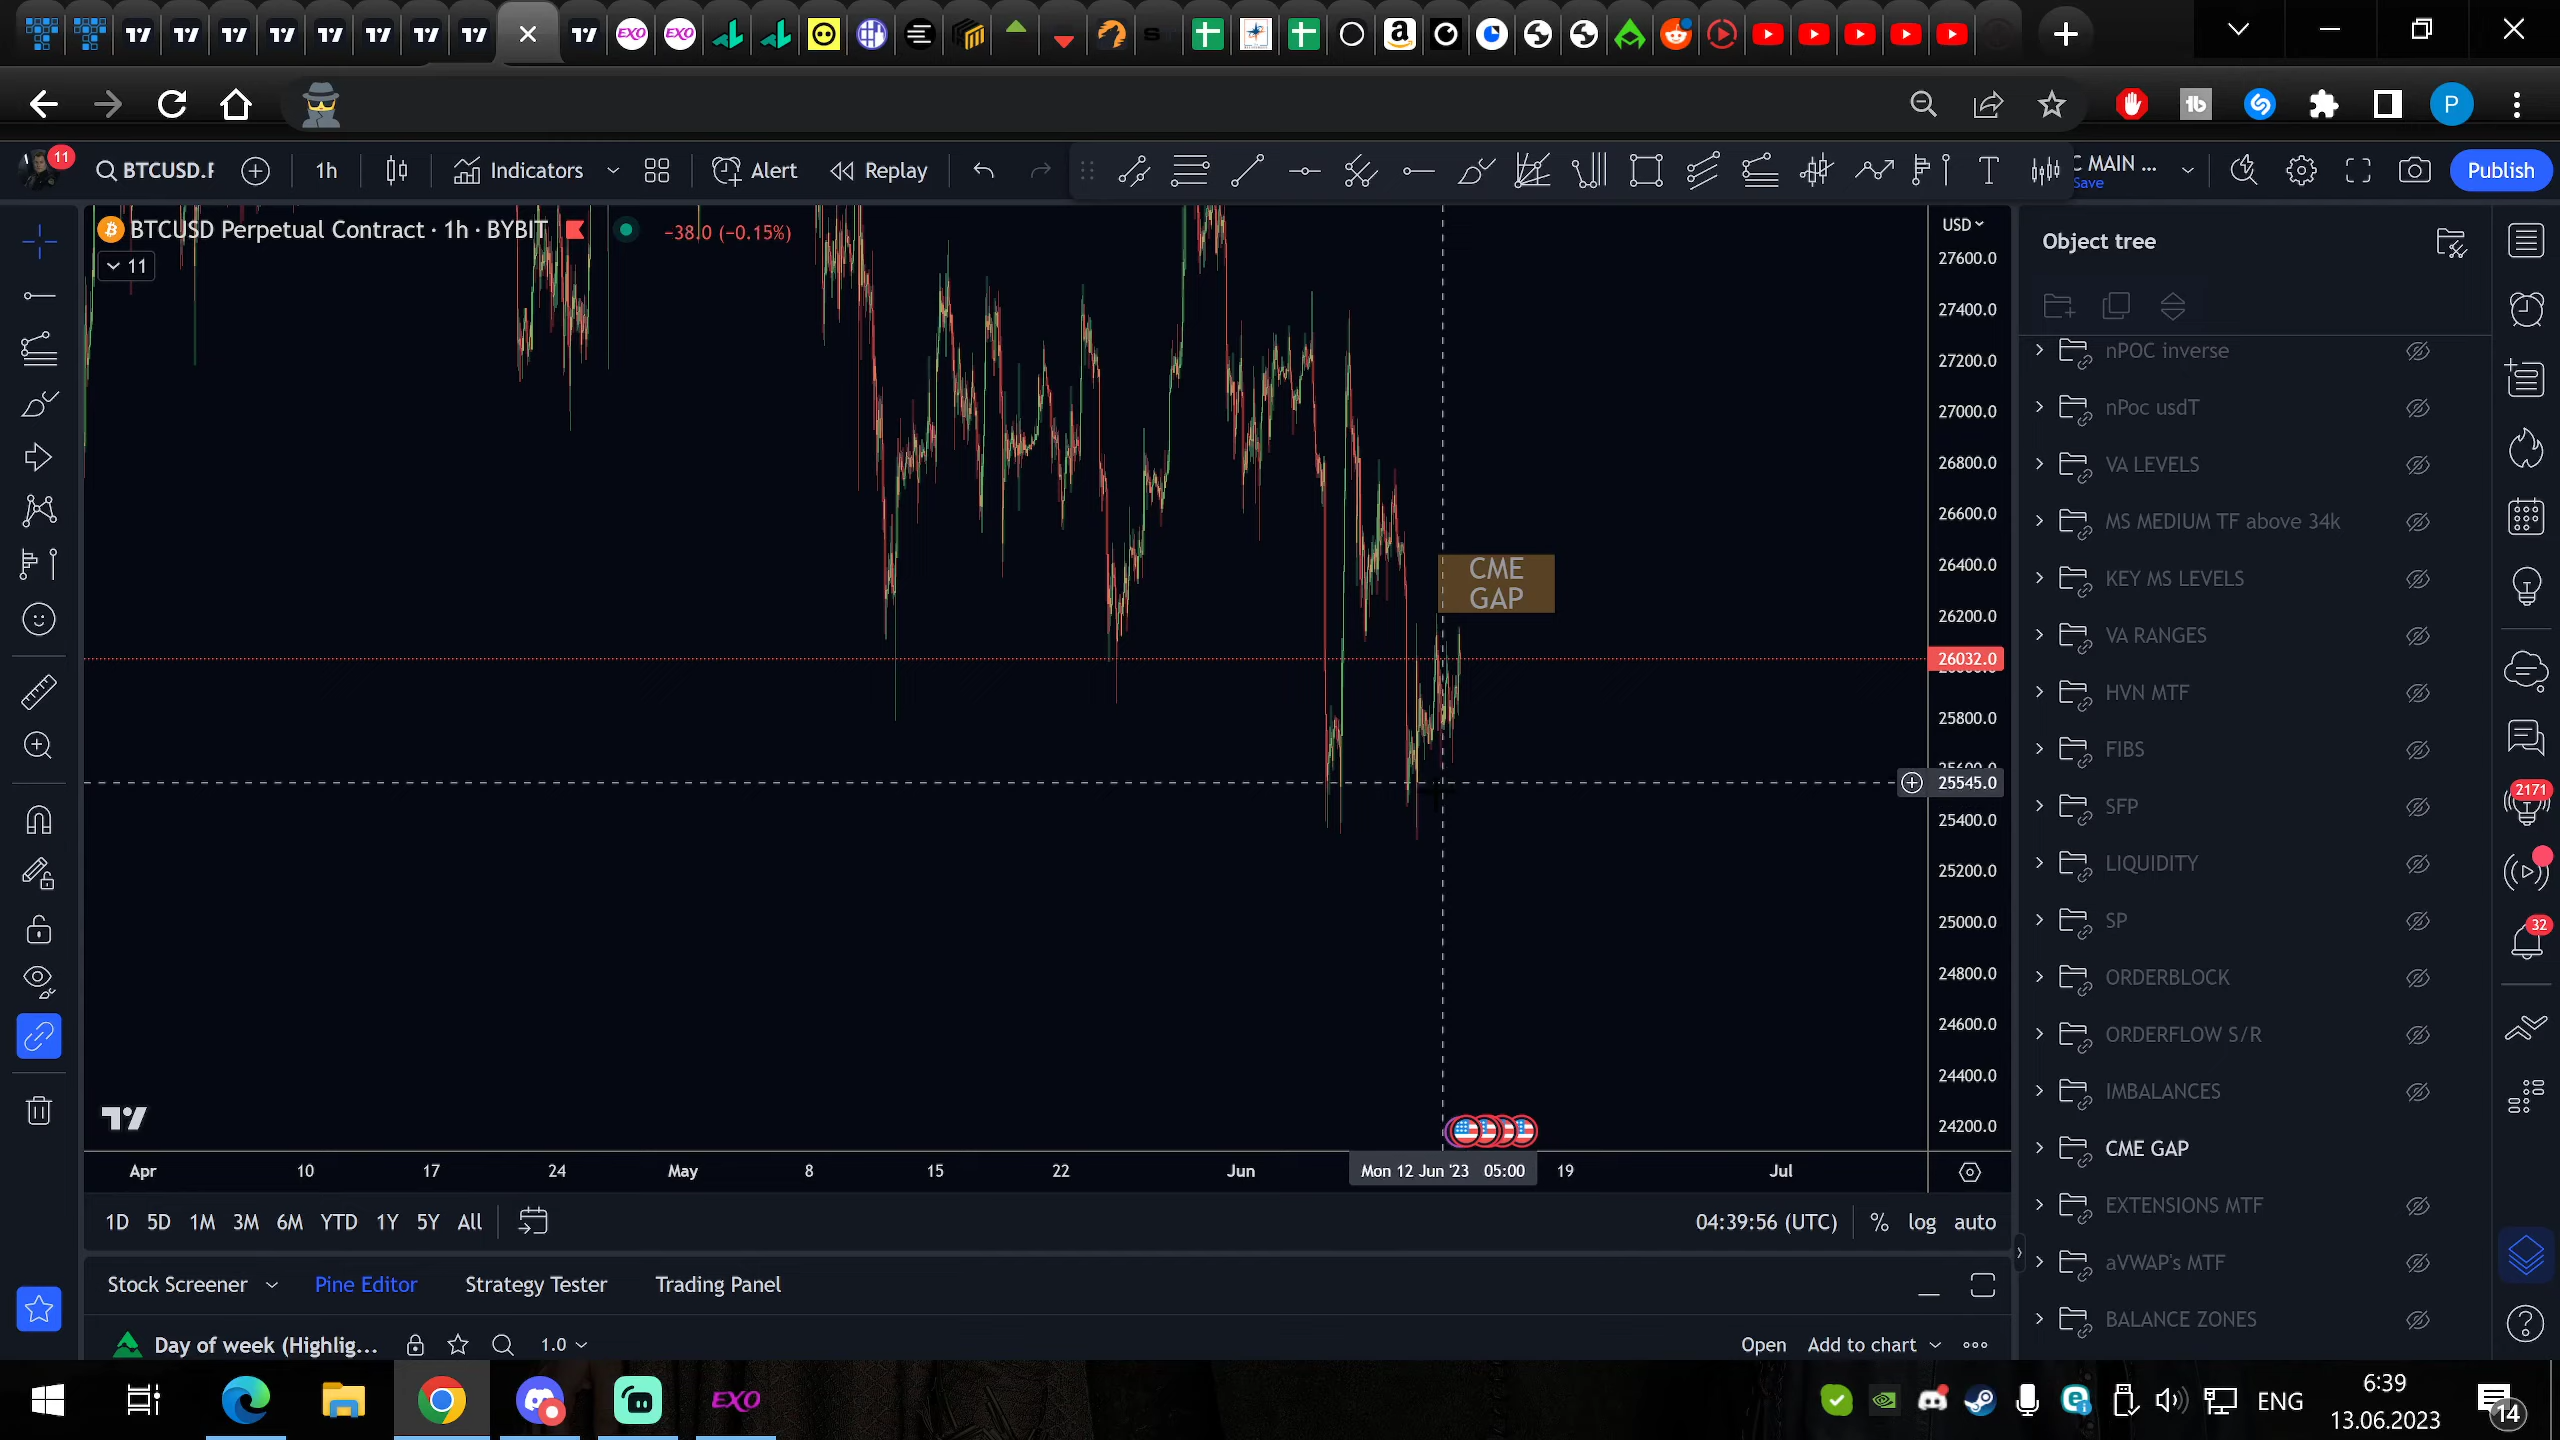 EXO
EXO
11
BTCUSD.P
1h
Indicators
Alert
Replay
C MAIN ...
Save
Publish
P
BTCUSD Perpetual Contract · 1h · BYBIT
−38.0 (−0.15%)
11
USD
27600.0
27400.0
27200.0
27000.0
26800.0
26600.0
26400.0
26200.0
26032.0
25800.0
25545.0
25400.0
25200.0
25000.0
24800.0
24600.0
24400.0
24200.0
CME
GAP
Apr
10
17
24
May
8
15
22
Jun
Mon 12 Jun '23 05:00
19
Jul
1D
5D
1M
3M
6M
YTD
1Y
5Y
All
04:39:56 (UTC)
%
log
auto
Stock Screener
Pine Editor
Strategy Tester
Trading Panel
Day of week (Highlig...
1.0
Open
Add to chart
Object tree
nPOC inverse
nPoc usdT
VA LEVELS
MS MEDIUM TF above 34k
KEY MS LEVELS
VA RANGES
HVN MTF
FIBS
SFP
LIQUIDITY
SP
ORDERBLOCK
ORDERFLOW S/R
IMBALANCES
CME GAP
EXTENSIONS MTF
aVWAP's MTF
BALANCE ZONES
2171
32
EXO
ENG
6:39
13.06.2023
14